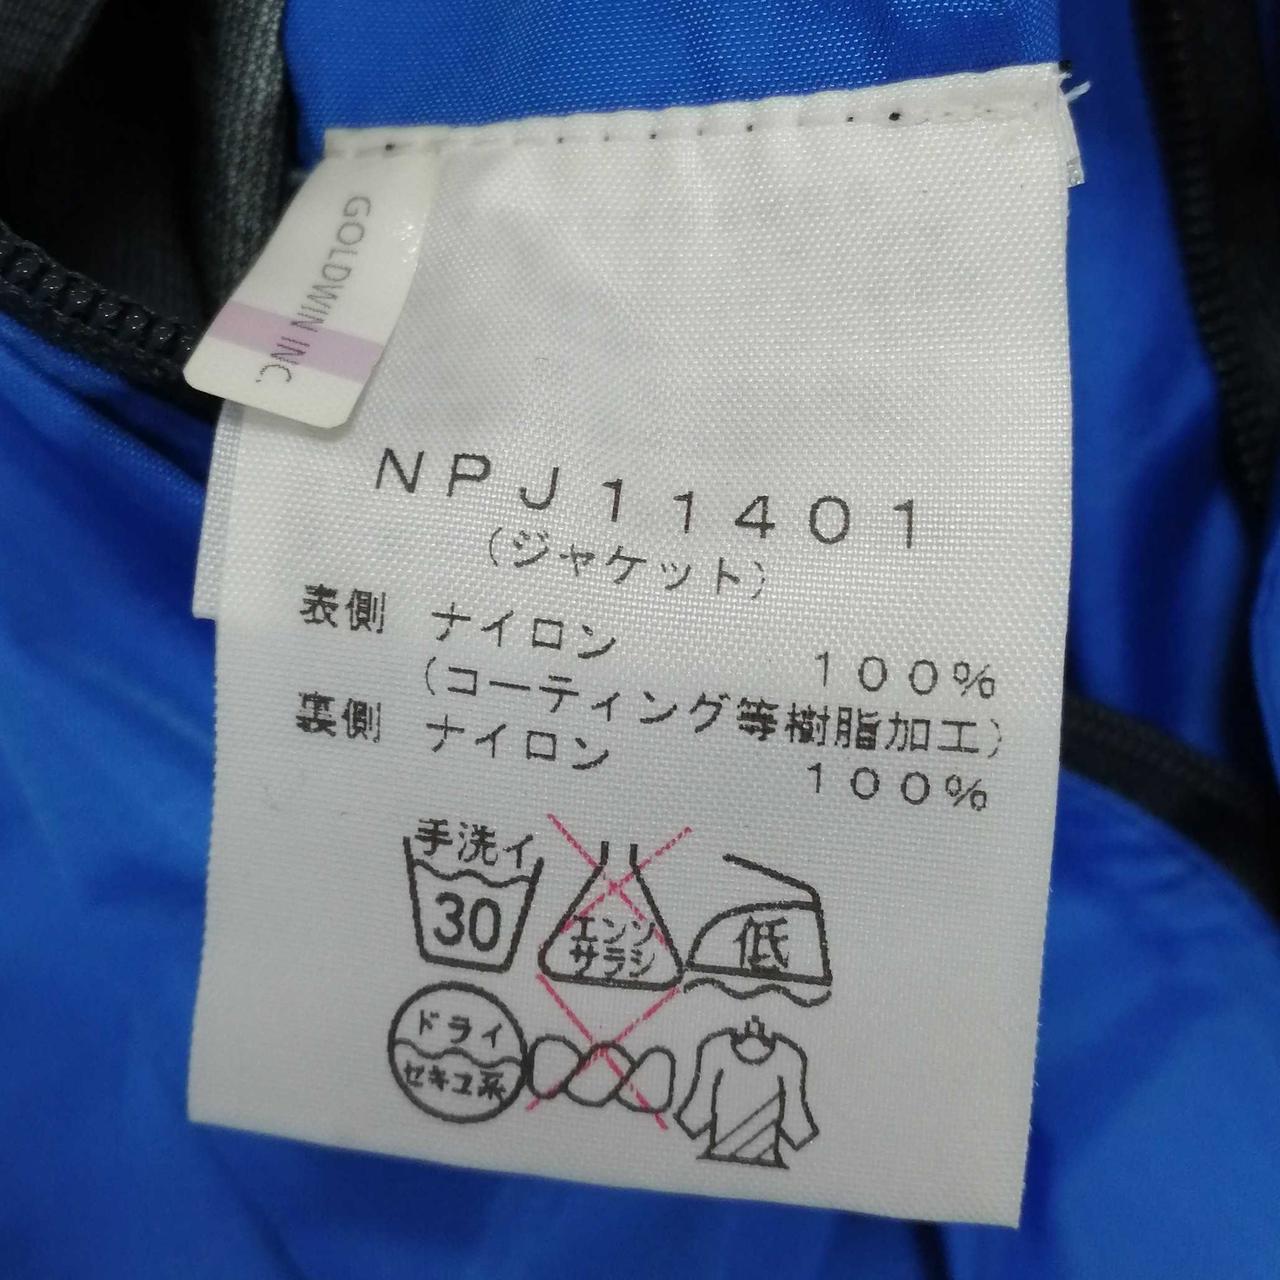 GOLDWIN INC.
NPJ11401
(ジャケット)
表側 ナイロン 100%
(コーティング等樹脂加工)
裏側 ナイロン 100%
手洗イ
30
エンソ
サラシ
低
ドライ
セキユ系